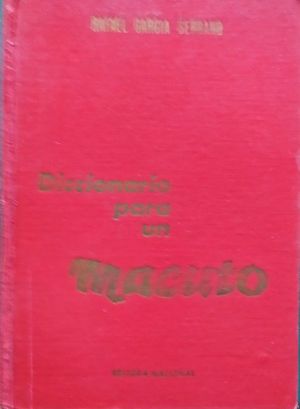 RAFAEL GARCIA SERRANO
Diccionario
para
un
Macuto
EDITORA NACIONAL